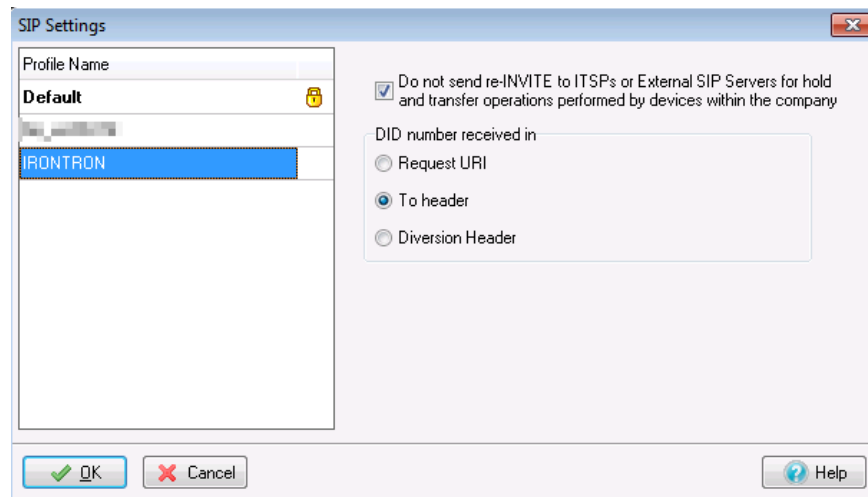 SIP Settings
Profile Name
Default
IRONTRON
Do not send re-INVITE to ITSPs or External SIP Servers for hold
and transfer operations performed by devices within the company
DID number received in
Request URI
To header
Diversion Header
OK
Cancel
Help